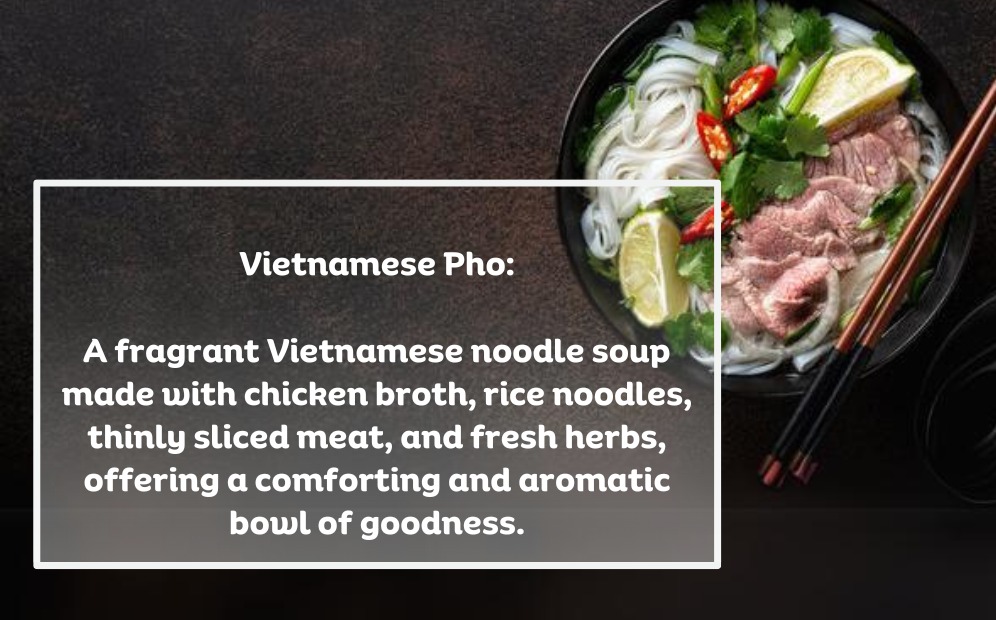 Vietnamese Pho:
A fragrant Vietnamese noodle soup
made with chicken broth, rice noodles,
thinly sliced meat, and fresh herbs,
offering a comforting and aromatic
bowl of goodness.